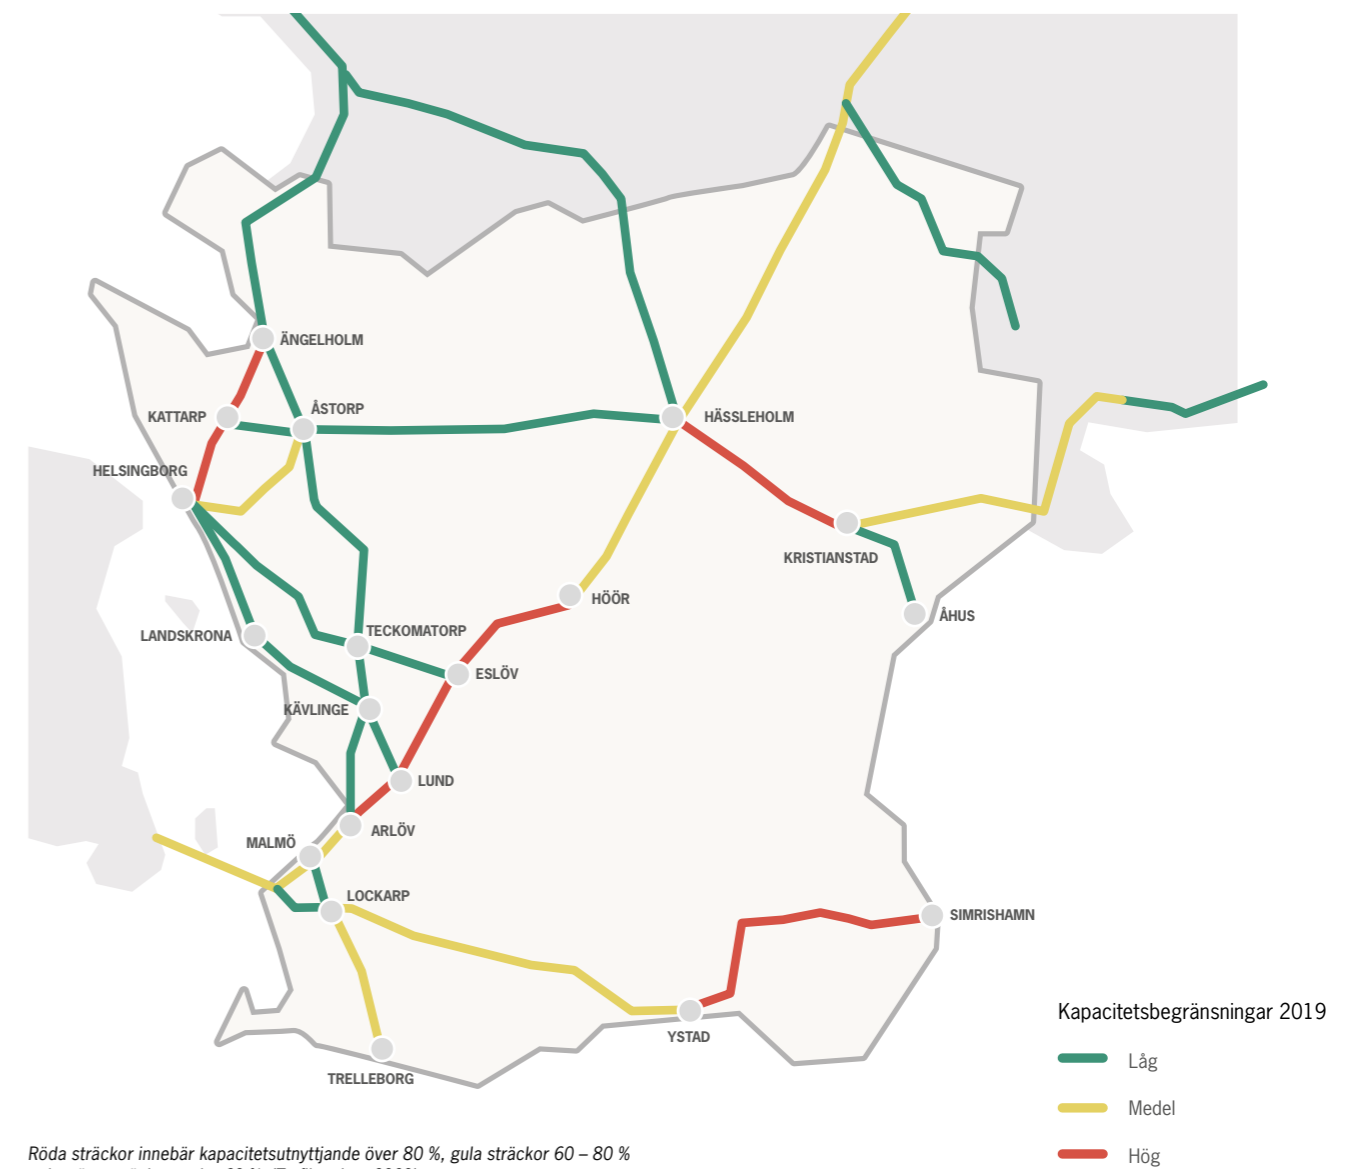 ÄNGELHOLM
KATTARP
ÅSTORP
HÄSSLEHOLM
HELSINGBORG
KRISTIANSTAD
HÖÖR
ÅHUS
TECKOMATORP
LANDSKRONA
ESLÖV
KÄVLINGE
LUND
ARLÖV
MALMÖ
LOCKARP
SIMRISHAMN
YSTAD
TRELLEBORG
Kapacitetsbegränsningar 2019
Låg
Medel
Hög
Röda sträckor innebär kapacitetsutnyttjande över 80 %, gula sträckor 60 – 80 %